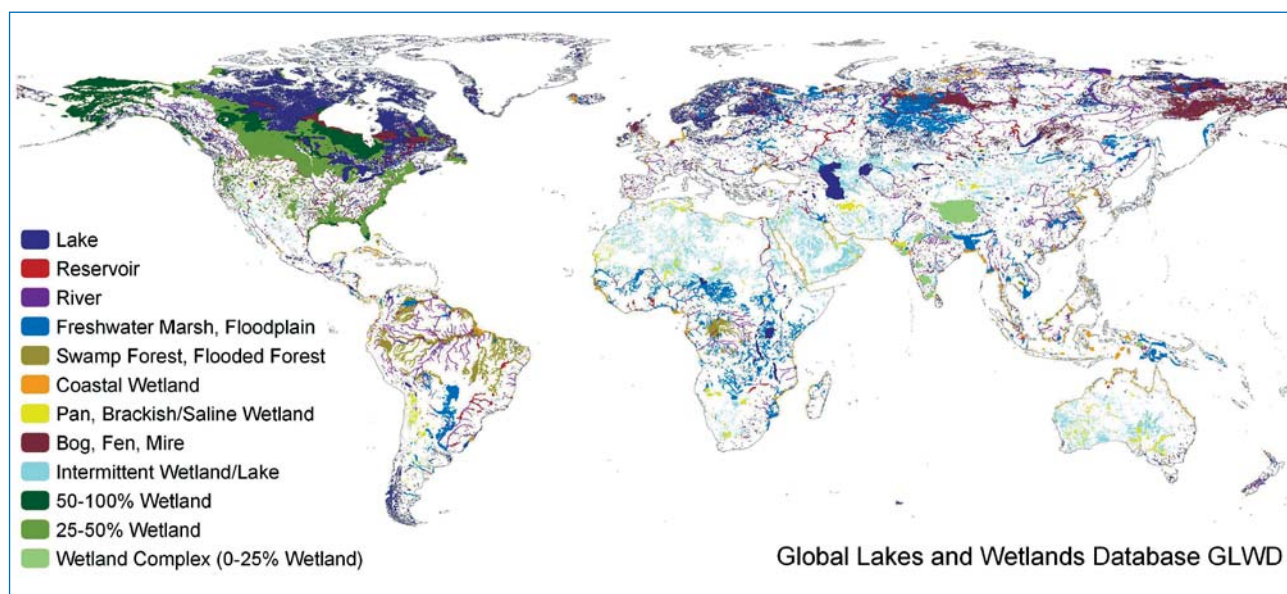 Lake
Reservoir
River
Freshwater Marsh, Floodplain
Swamp Forest, Flooded Forest
Coastal Wetland
Pan, Brackish/Saline Wetland
Bog, Fen, Mire
Intermittent Wetland/Lake
50-100% Wetland
25-50% Wetland
Wetland Complex (0-25% Wetland)
Global Lakes and Wetlands Database GLWD